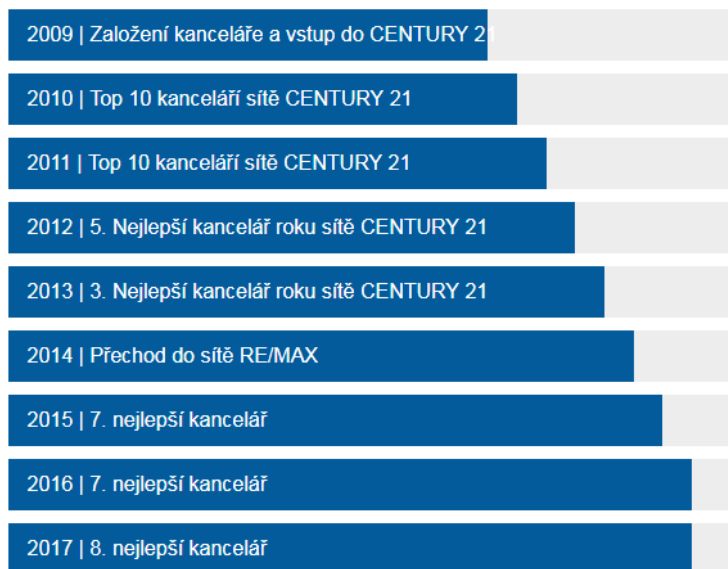 2009 | Založení kanceláře a vstup do CENTURY 21
2010 | Top 10 kanceláří sítě CENTURY 21
2011 | Top 10 kanceláří sítě CENTURY 21
2012 | 5. Nejlepší kancelář roku sítě CENTURY 21
2013 | 3. Nejlepší kancelář roku sítě CENTURY 21
2014 | Přechod do sítě RE/MAX
2015 | 7. nejlepší kancelář
2016 | 7. nejlepší kancelář
2017 | 8. nejlepší kancelář